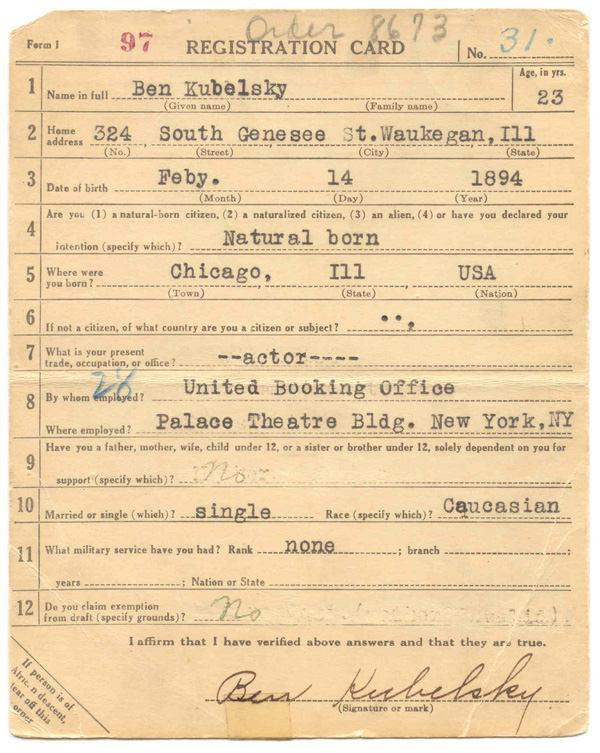 Order 8673
Form 1 97 REGISTRATION CARD No. 31.
1 Name in full Ben Kubelsky
(Given name) (Family name)
Age, in yrs.
23
2 Home address 324 South Genesee St. Waukegan, Ill
(No.) (Street) (City) (State)
3 Date of birth Feby. 14 1894
(Month) (Day) (Year)
4 Are you (1) a natural-born citizen, (2) a naturalized citizen, (3) an alien, (4) or have you declared your
intention (specify which)? Natural born
5 Where were you born? Chicago, Ill USA
(Town) (State) (Nation)
6 If not a citizen, of what country are you a citizen or subject?
7 What is your present trade, occupation, or office? --actor----
26
8 By whom employed? United Booking Office
Where employed? Palace Theatre Bldg. New York, NY
9 Have you a father, mother, wife, child under 12, or a sister or brother under 12, solely dependent on you for
support (specify which)? No
10 Married or single (which)? single Race (specify which)? Caucasian
11 What military service have you had? Rank none ; branch ;
years ; Nation or State
12 Do you claim exemption from draft (specify grounds)? No
I affirm that I have verified above answers and that they are true.
Ben Kubelsky
(Signature or mark)
If person is of
African descent,
tear off this
corner